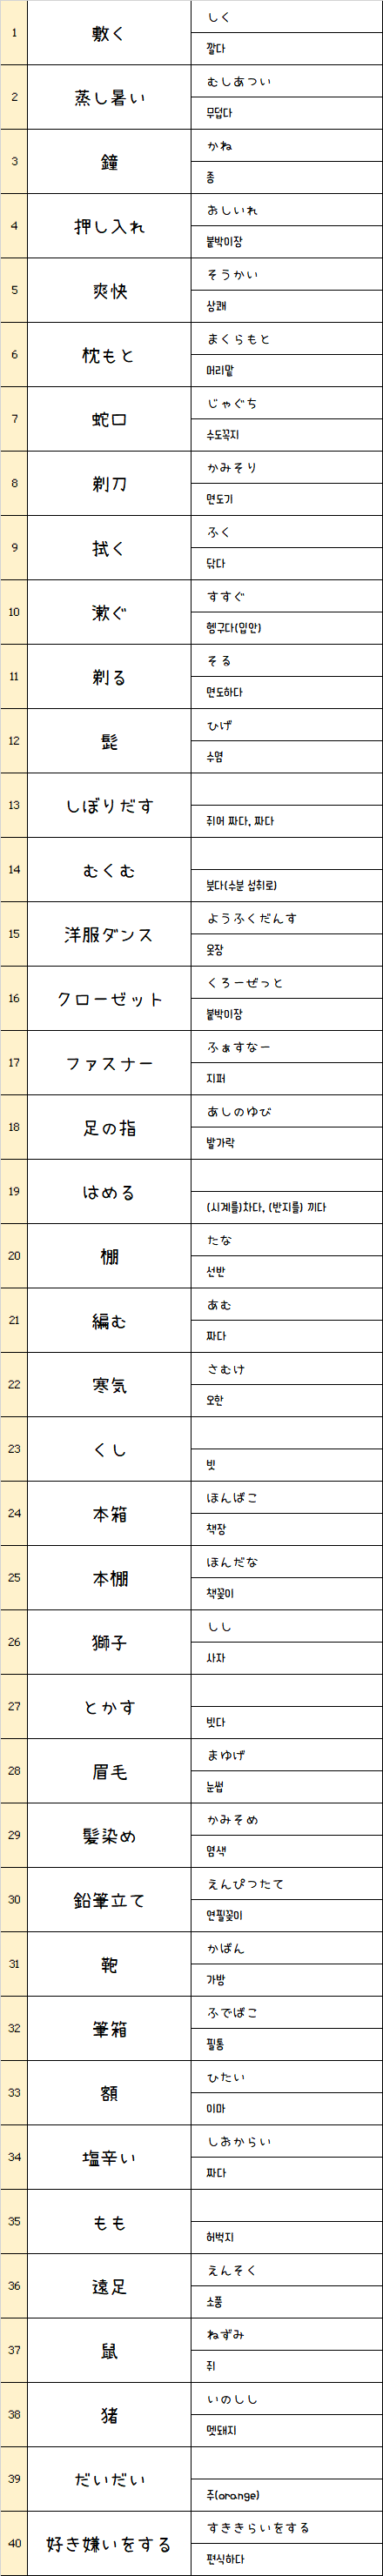 1 敷く しく
깔다
2 蒸し暑い むしあつい
무덥다
3 鐘 かね
종
4 押し入れ おしいれ
붙박이장
5 爽快 そうかい
상쾌
6 枕もと まくらもと
머리맡
7 蛇口 じゃぐち
수도꼭지
8 剃刀 かみそり
면도기
9 拭く ふく
닦다
10 漱ぐ すすぐ
헹구다(입안)
11 剃る そる
면도하다
12 髭 ひげ
수염
13 しぼりだす
쥐어 짜다, 짜다
14 むくむ
붓다(수분 섭취로)
15 洋服ダンス ようふくだんす
옷장
16 クローゼット くろーぜっと
붙박이장
17 ファスナー ふぁすなー
지퍼
18 足の指 あしのゆび
발가락
19 はめる
(시계를)차다, (반지를) 끼다
20 棚 たな
선반
21 編む あむ
짜다
22 寒気 さむけ
오한
23 くし
빗
24 本箱 ほんばこ
책장
25 本棚 ほんだな
책꽂이
26 獅子 しし
사자
27 とかす
빗다
28 眉毛 まゆげ
눈썹
29 髪染め かみそめ
염색
30 鉛筆立て えんぴつたて
연필꽂이
31 鞄 かばん
가방
32 筆箱 ふでばこ
필통
33 額 ひたい
이마
34 塩辛い しおからい
짜다
35 もも
허벅지
36 遠足 えんそく
소풍
37 鼠 ねずみ
쥐
38 猪 いのしし
멧돼지
39 だいだい
주(orange)
40 好き嫌いをする すききらいをする
편식하다